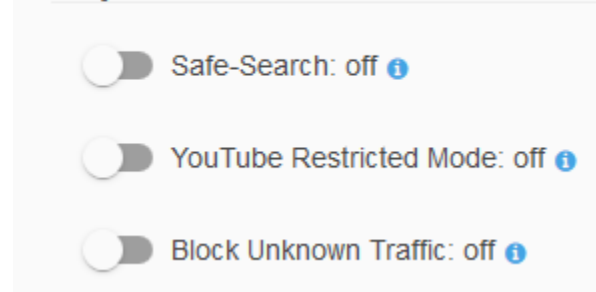 Safe-Search: off
YouTube Restricted Mode: off
Block Unknown Traffic: off